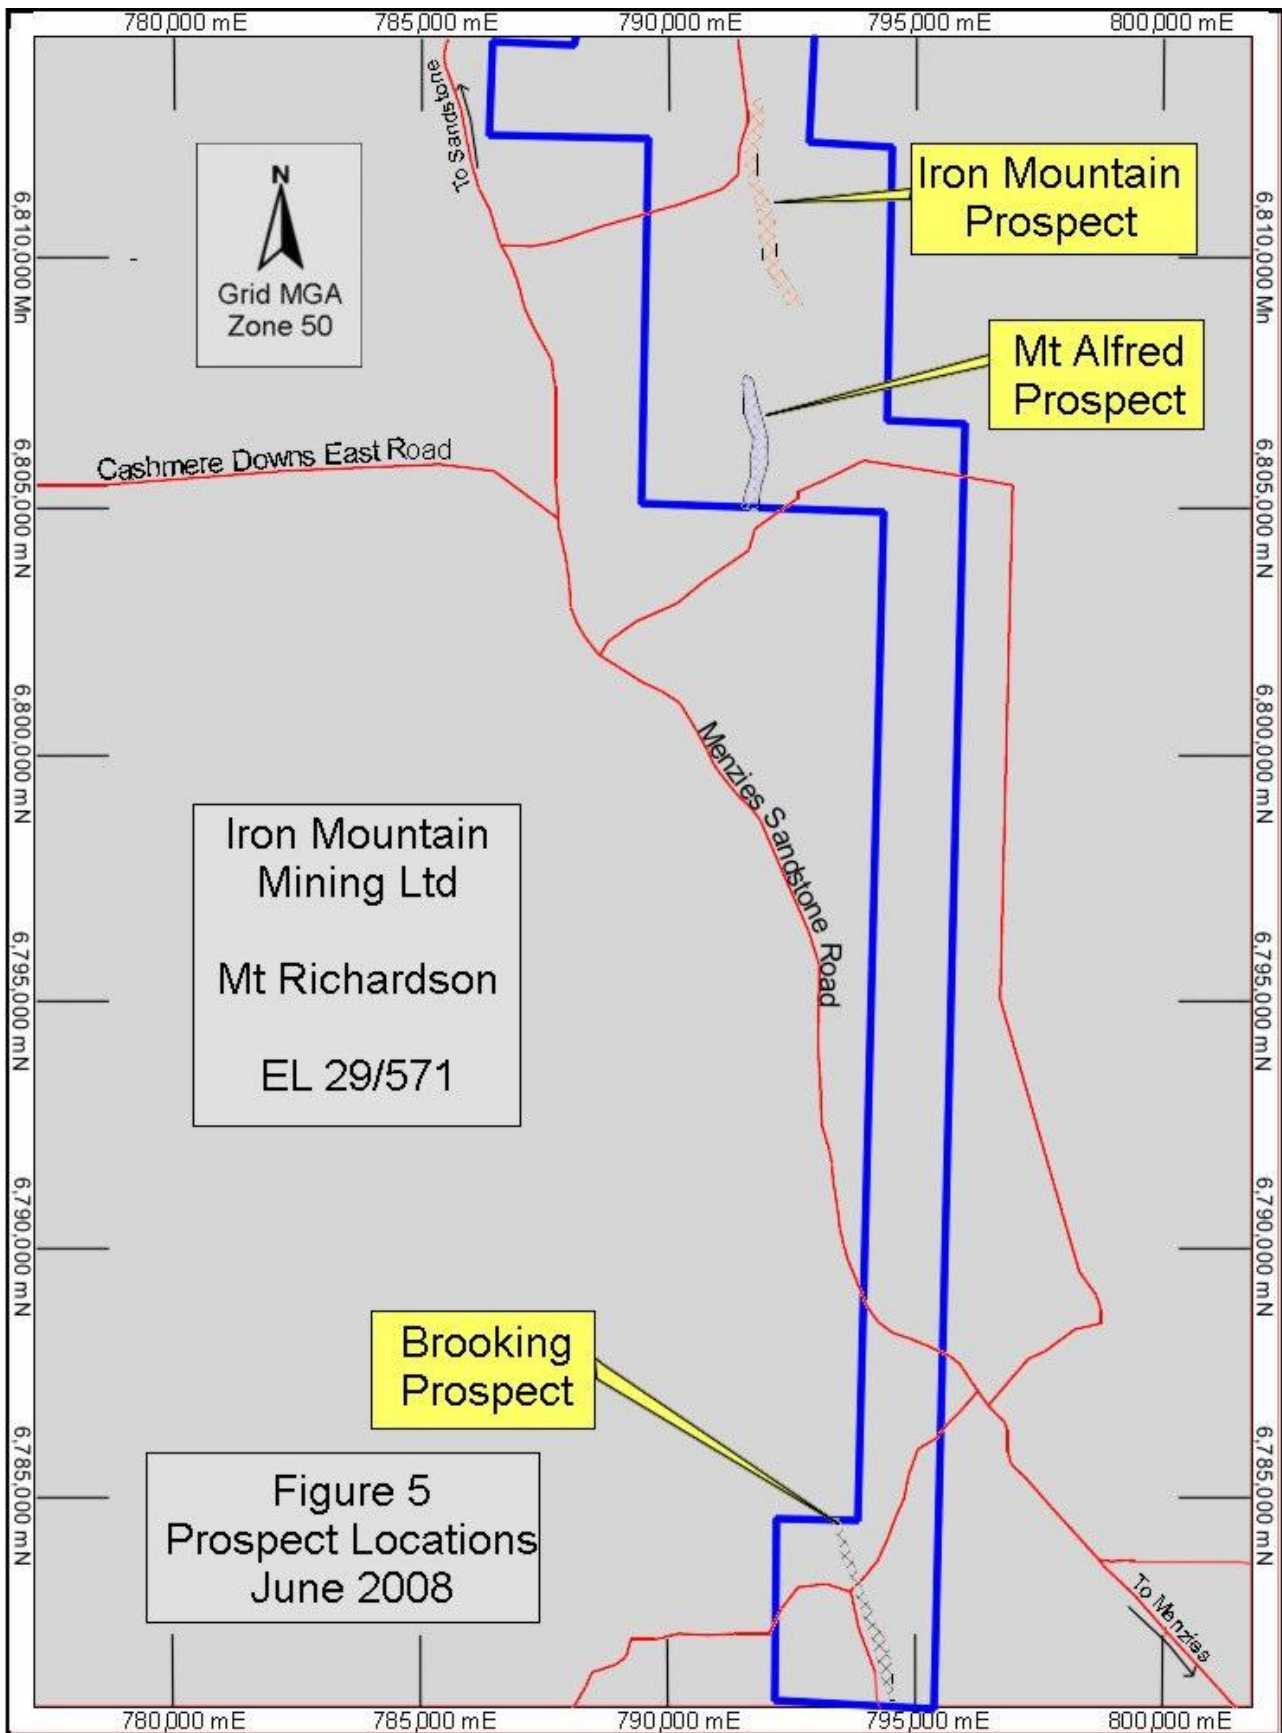 780,000 mE
785,000 mE
790,000 mE
795,000 mE
800,000 mE
To Sandstone
N
Grid MGA
Zone 50
Iron Mountain
Prospect
6,810,000 Mn
6,810,000 mN
Mt Alfred
Prospect
Cashmere Downs East Road
6,805,000 mN
6,805,000 mN
6,800,000 mN
6,800,000 mN
Menzies Sandstone Road
Iron Mountain
Mining Ltd
Mt Richardson
EL 29/571
6,795,000 mN
6,795,000 mN
6,790,000 mN
6,790,000 mN
Brooking
Prospect
6,785,000 mN
6,785,000 mN
Figure 5
Prospect Locations
June 2008
To Menzies
780,000 mE
785,000 mE
790,000 mE
795,000 mE
800,000 mE